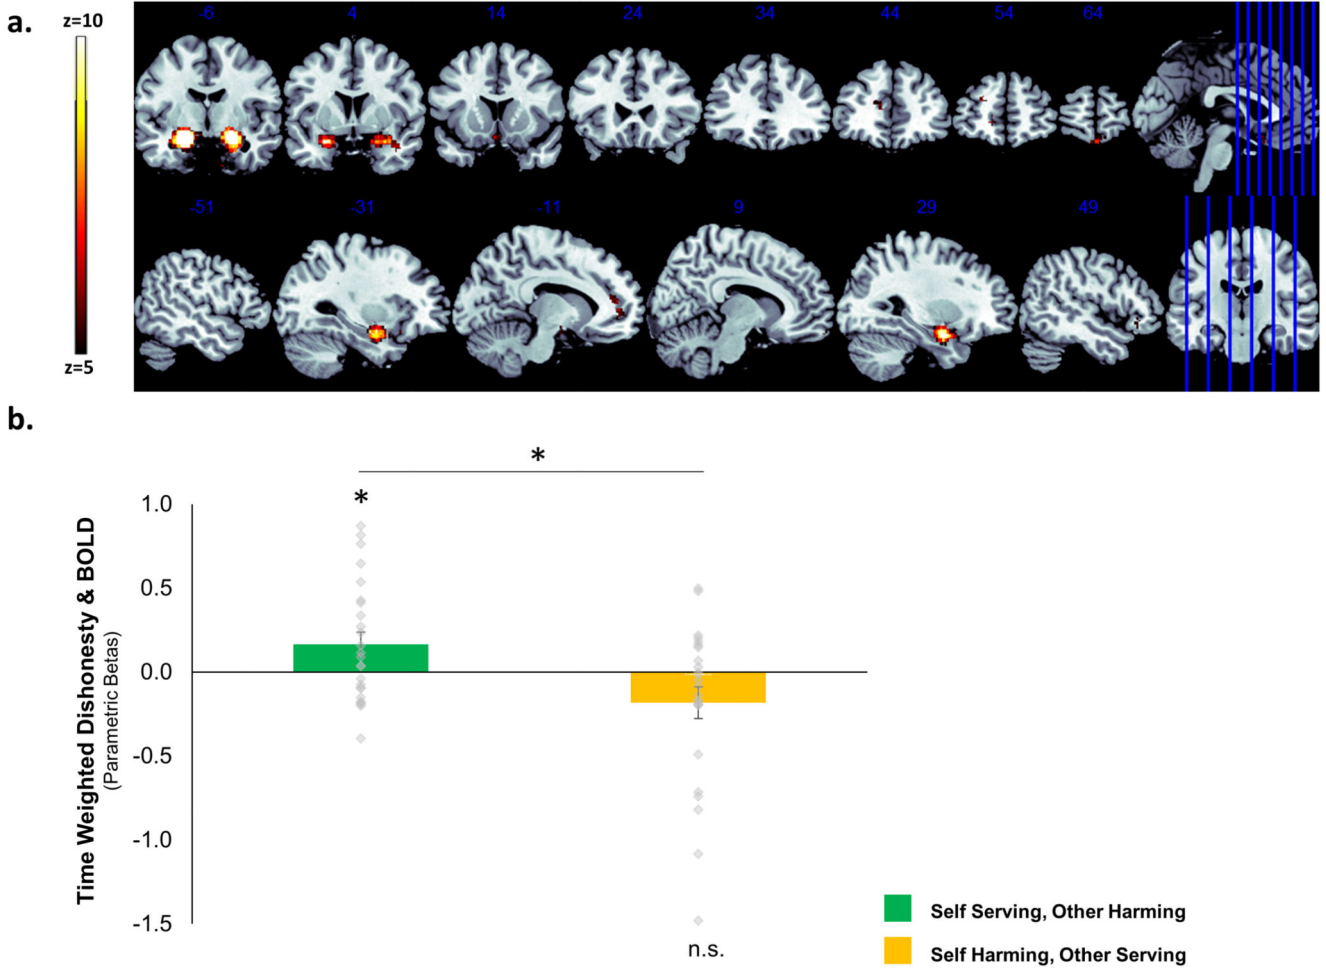 a.
z=10
z=5
-6 4 14 24 34 44 54 64
-51 -31 -11 9 29 49
b.
*
*
Time Weighted Dishonesty & BOLD
(Parametric Betas)
1.0
0.5
0.0
-0.5
-1.0
-1.5
n.s.
Self Serving, Other Harming
Self Harming, Other Serving